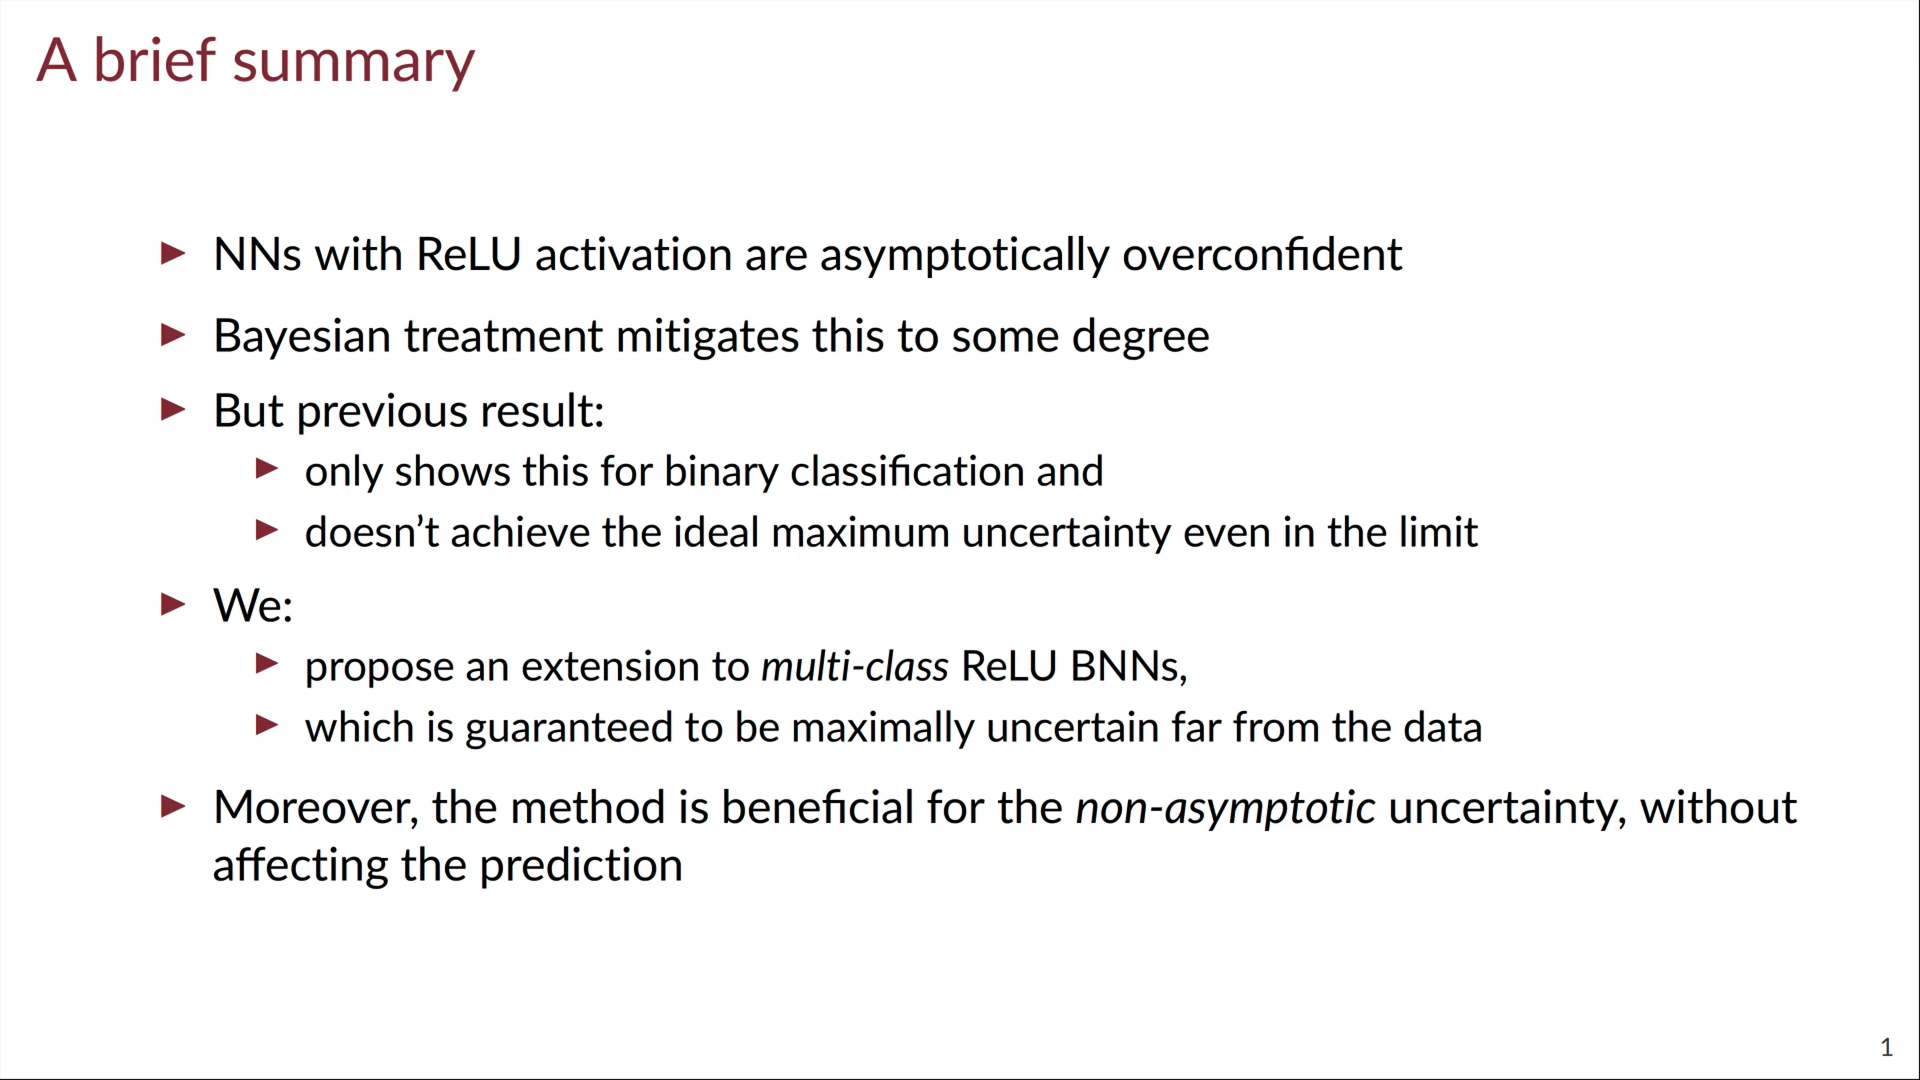 A brief summary
▶ NNs with ReLU activation are asymptotically overconfident
▶ Bayesian treatment mitigates this to some degree
▶ But previous result:
▶ only shows this for binary classification and
▶ doesn’t achieve the ideal maximum uncertainty even in the limit
▶ We:
▶ propose an extension to multi-class ReLU BNNs,
▶ which is guaranteed to be maximally uncertain far from the data
▶ Moreover, the method is beneficial for the non-asymptotic uncertainty, without
affecting the prediction
1